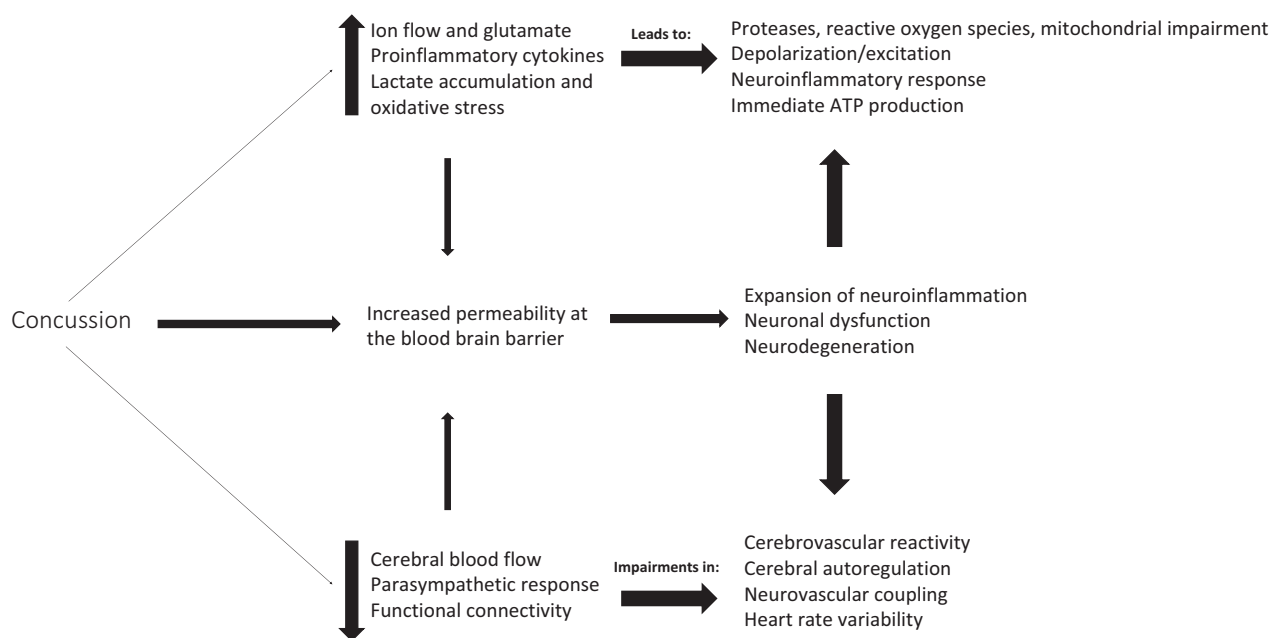 Ion flow and glutamate
Proinflammatory cytokines
Lactate accumulation and
oxidative stress
Leads to:
Proteases, reactive oxygen species, mitochondrial impairment
Depolarization/excitation
Neuroinflammatory response
Immediate ATP production
Concussion
Increased permeability at
the blood brain barrier
Expansion of neuroinflammation
Neuronal dysfunction
Neurodegeneration
Cerebral blood flow
Parasympathetic response
Functional connectivity
Impairments in:
Cerebrovascular reactivity
Cerebral autoregulation
Neurovascular coupling
Heart rate variability